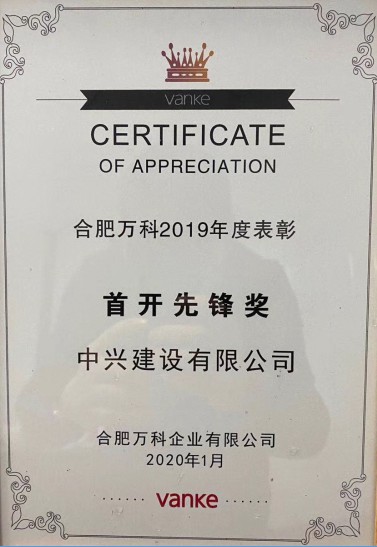 vanke
CERTIFICATE
OF APPRECIATION
合肥万科2019年度表彰
首开先锋奖
中兴建设有限公司
合肥万科企业有限公司
2020年1月
...... vanke ......